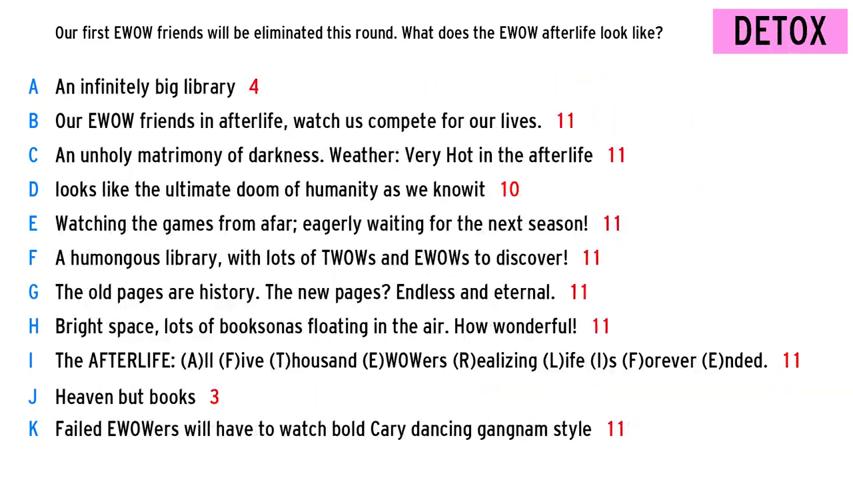 Our first EWOW friends will be eliminated this round. What does the EWOW afterlife look like?
DETOX
A An infinitely big library 4
B Our EWOW friends in afterlife, watch us compete for our lives. 11
C An unholy matrimony of darkness. Weather: Very Hot in the afterlife 11
D looks like the ultimate doom of humanity as we knowit 10
E Watching the games from afar; eagerly waiting for the next season! 11
F A humongous library, with lots of TWOWs and EWOWs to discover! 11
G The old pages are history. The new pages? Endless and eternal. 11
H Bright space, lots of booksonas floating in the air. How wonderful! 11
I The AFTERLIFE: (A)ll (F)ive (T)housand (E)WOWers (R)ealizing (L)ife (I)s (F)orever (E)nded. 11
J Heaven but books 3
K Failed EWOWers will have to watch bold Cary dancing gangnam style 11